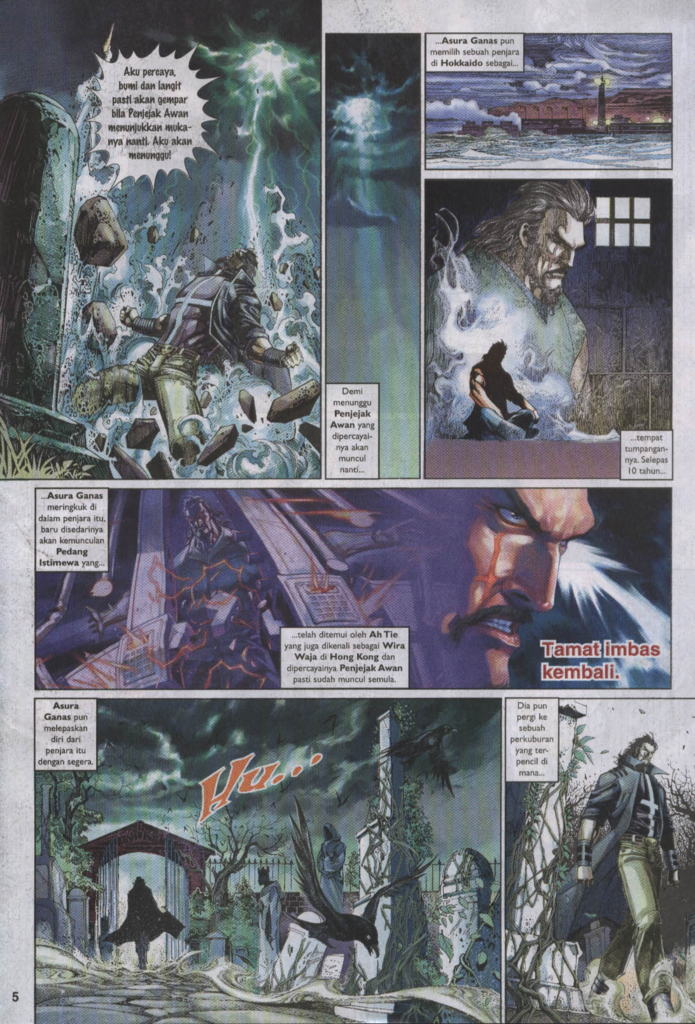 Aku percaya,
bumi dan langit
pasti akan gempar
bila Penjejak Awan
menunjukkan muka-
nya nanti. Aku akan
menunggu!
Demi
menunggu
Penjejak
Awan yang
dipercayai-
nya akan
muncul
nanti...
...Asura Ganas pun
memilih sebuah penjara
di Hokkaido sebagai...
...tempat
tumpangan-
nya. Selepas
10 tahun...
...Asura Ganas
meringkuk di
dalam penjara itu,
baru disedarinya
akan kemunculan
Pedang
Istimewa yang...
...telah ditemui oleh Ah Tie
yang juga dikenali sebagai Wira
Waja di Hong Kong dan
dipercayainya Penjejak Awan
pasti sudah muncul semula.
Tamat imbas
kembali.
Asura
Ganas pun
melepaskan
diri dari
penjara itu
dengan segera.
Hu...
Dia pun
pergi ke
sebuah
perkuburan
yang ter-
pencil di
mana...
5